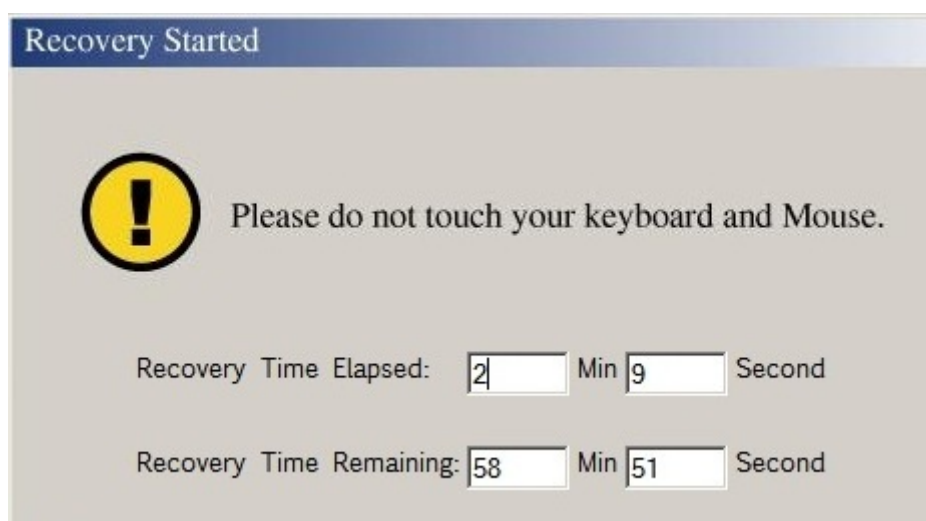 Recovery Started
Please do not touch your keyboard and Mouse.
Recovery Time Elapsed: 2 Min 9 Second
Recovery Time Remaining: 58 Min 51 Second